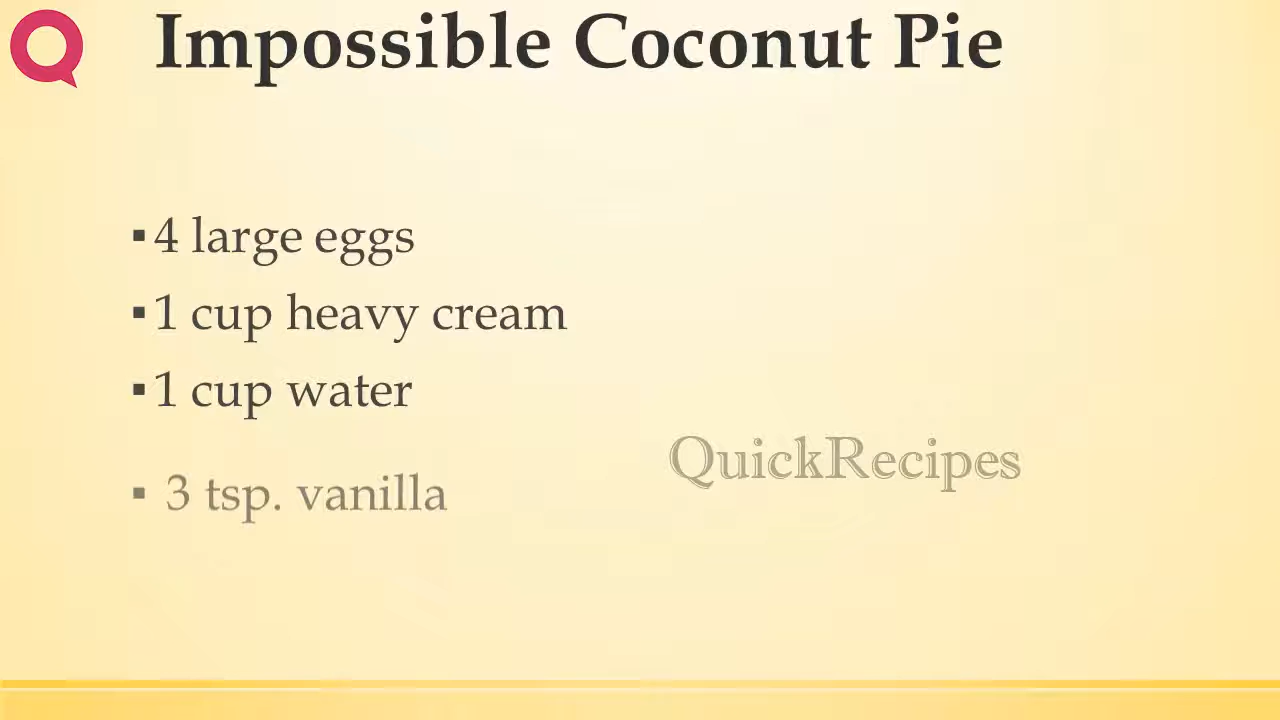 Impossible Coconut Pie
▪4 large eggs
▪1 cup heavy cream
▪1 cup water
▪ 3 tsp. vanilla
QuickRecipes